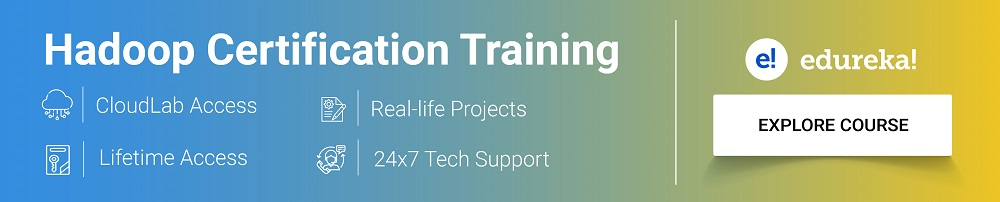 Hadoop Certification Training
CloudLab Access
Real-life Projects
Lifetime Access
24x7 Tech Support
e! edureka!
EXPLORE COURSE